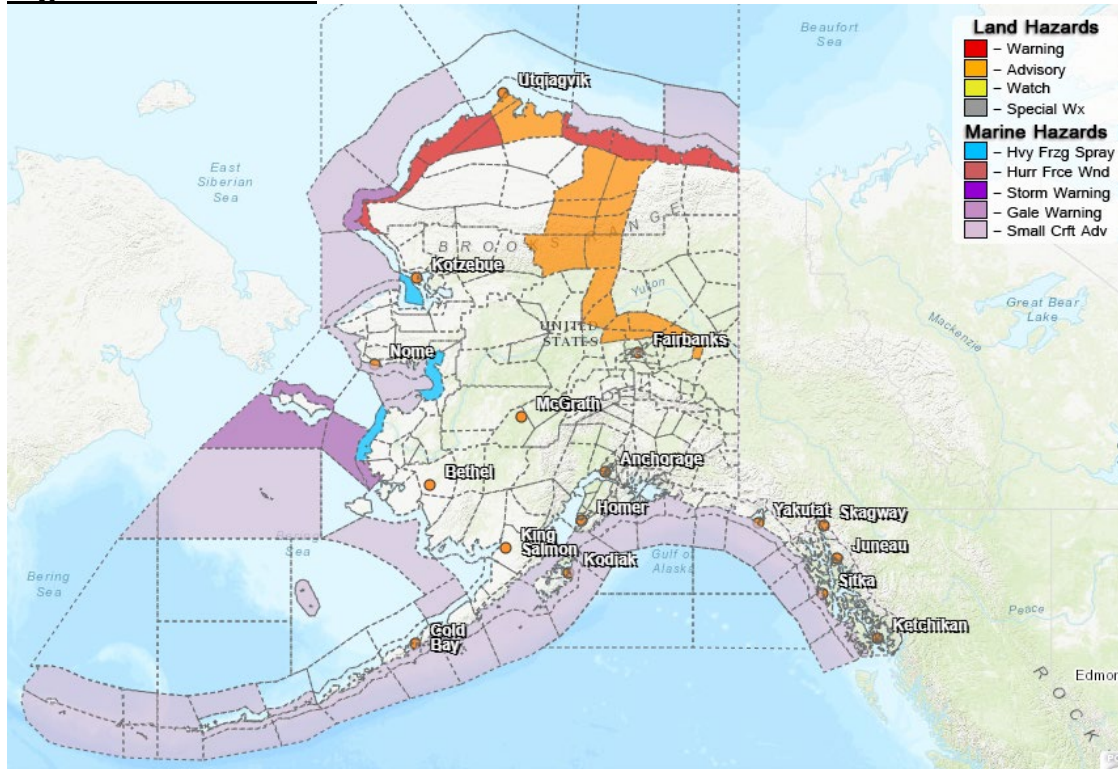 Beaufort
Sea
Land Hazards
– Warning
– Advisory
– Watch
– Special Wx
Marine Hazards
– Hvy Frzg Spray
– Hurr Frce Wnd
– Storm Warning
– Gale Warning
– Small Crft Adv
Utqiagvik
East
Siberian
Sea
BROOKS RANGE
Kotzebue
Yukon
Great Bear
Lake
Mackenzie
UNITED
STATES
Fairbanks
Nome
McGrath
Anchorage
Bethel
Homer
Yakutat
Skagway
King
Salmon
Juneau
Kodiak
Gulf of
Alaska
Bering
Sea
Sitka
Bering
Sea
Peace
Ketchikan
Cold
Bay
Edmon
ROCK